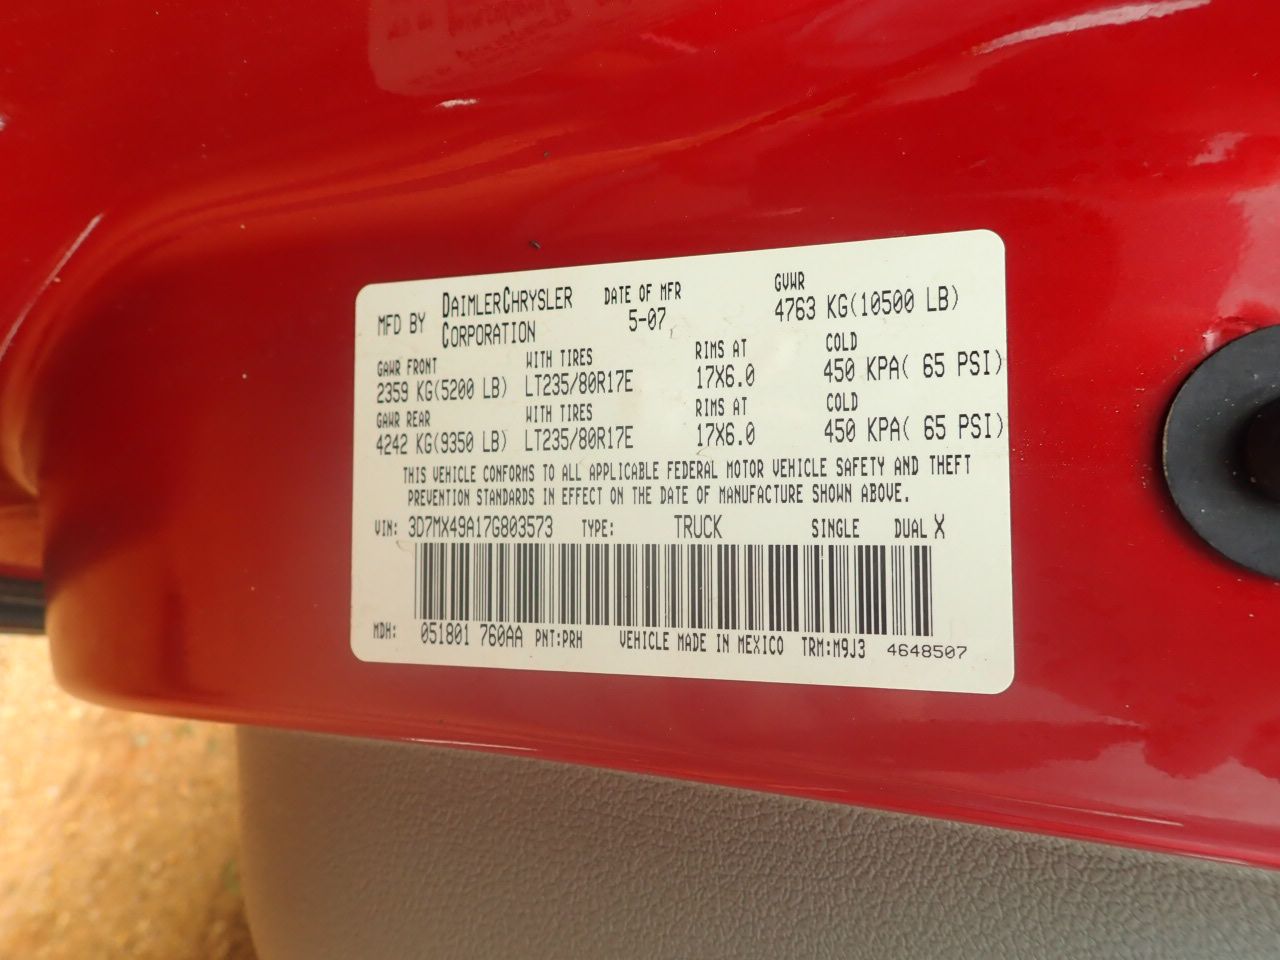 MFD BY DAIMLERCHRYSLER CORPORATION DATE OF MFR 5-07 GVWR 4763 KG(10500 LB)
GAWR FRONT WITH TIRES RIMS AT COLD
2359 KG(5200 LB) LT235/80R17E 17X6.0 450 KPA( 65 PSI)
GAWR REAR WITH TIRES RIMS AT COLD
4242 KG(9350 LB) LT235/80R17E 17X6.0 450 KPA( 65 PSI)
THIS VEHICLE CONFORMS TO ALL APPLICABLE FEDERAL MOTOR VEHICLE SAFETY AND THEFT
PREVENTION STANDARDS IN EFFECT ON THE DATE OF MANUFACTURE SHOWN ABOVE.
VIN: 3D7MX49A17G803573 TYPE: TRUCK SINGLE DUAL X
MDH: 051801 760AA PNT:PRH VEHICLE MADE IN MEXICO TRM:M9J3 4648507